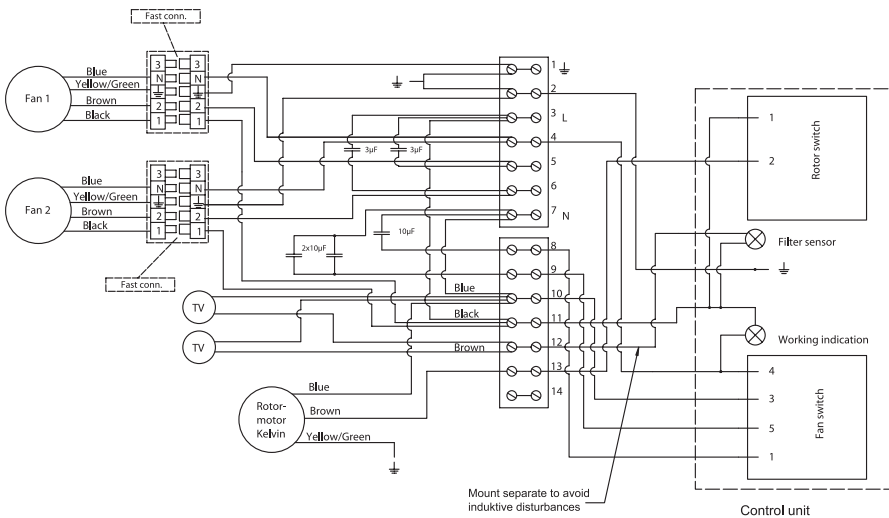 Fast conn.
Fan 1
Blue
Yellow/Green
Brown
Black
3 3
N N
2 2
1 1
Fan 2
Blue
Yellow/Green
Brown
Black
3 3
N N
2 2
1 1
Fast conn.
3µF
3µF
2x10µF
10µF
1
2
3 L
4
5
6
7 N
8
9
10
11
12
13
14
Blue
Black
Brown
TV
TV
Rotor-
motor
Kelvin
Blue
Brown
Yellow/Green
1
2
Rotor switch
Filter sensor
Working indication
4
3
5
1
Fan switch
Mount separate to avoid
induktive disturbances
Control unit